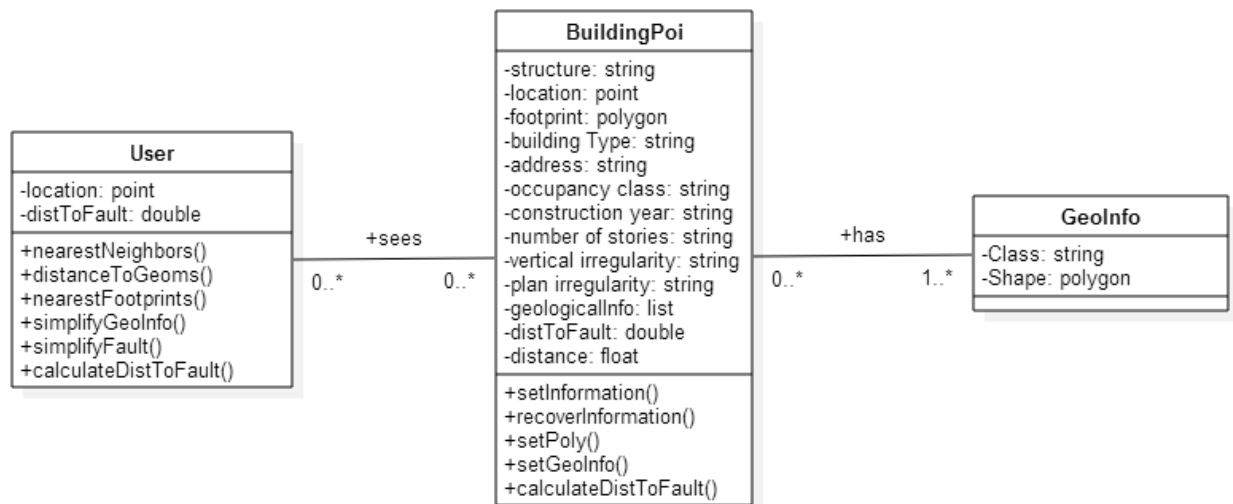 User
-location: point
-distToFault: double
+nearestNeighbors()
+distanceToGeoms()
+nearestFootprints()
+simplifyGeoInfo()
+simplifyFault()
+calculateDistToFault()
+sees
0..*
0..*
BuildingPoi
-structure: string
-location: point
-footprint: polygon
-building Type: string
-address: string
-occupancy class: string
-construction year: string
-number of stories: string
-vertical irregularity: string
-plan irregularity: string
-geologicalInfo: list
-distToFault: double
-distance: float
+setInformation()
+recoverInformation()
+setPoly()
+setGeoInfo()
+calculateDistToFault()
+has
0..*
1..*
GeoInfo
-Class: string
-Shape: polygon